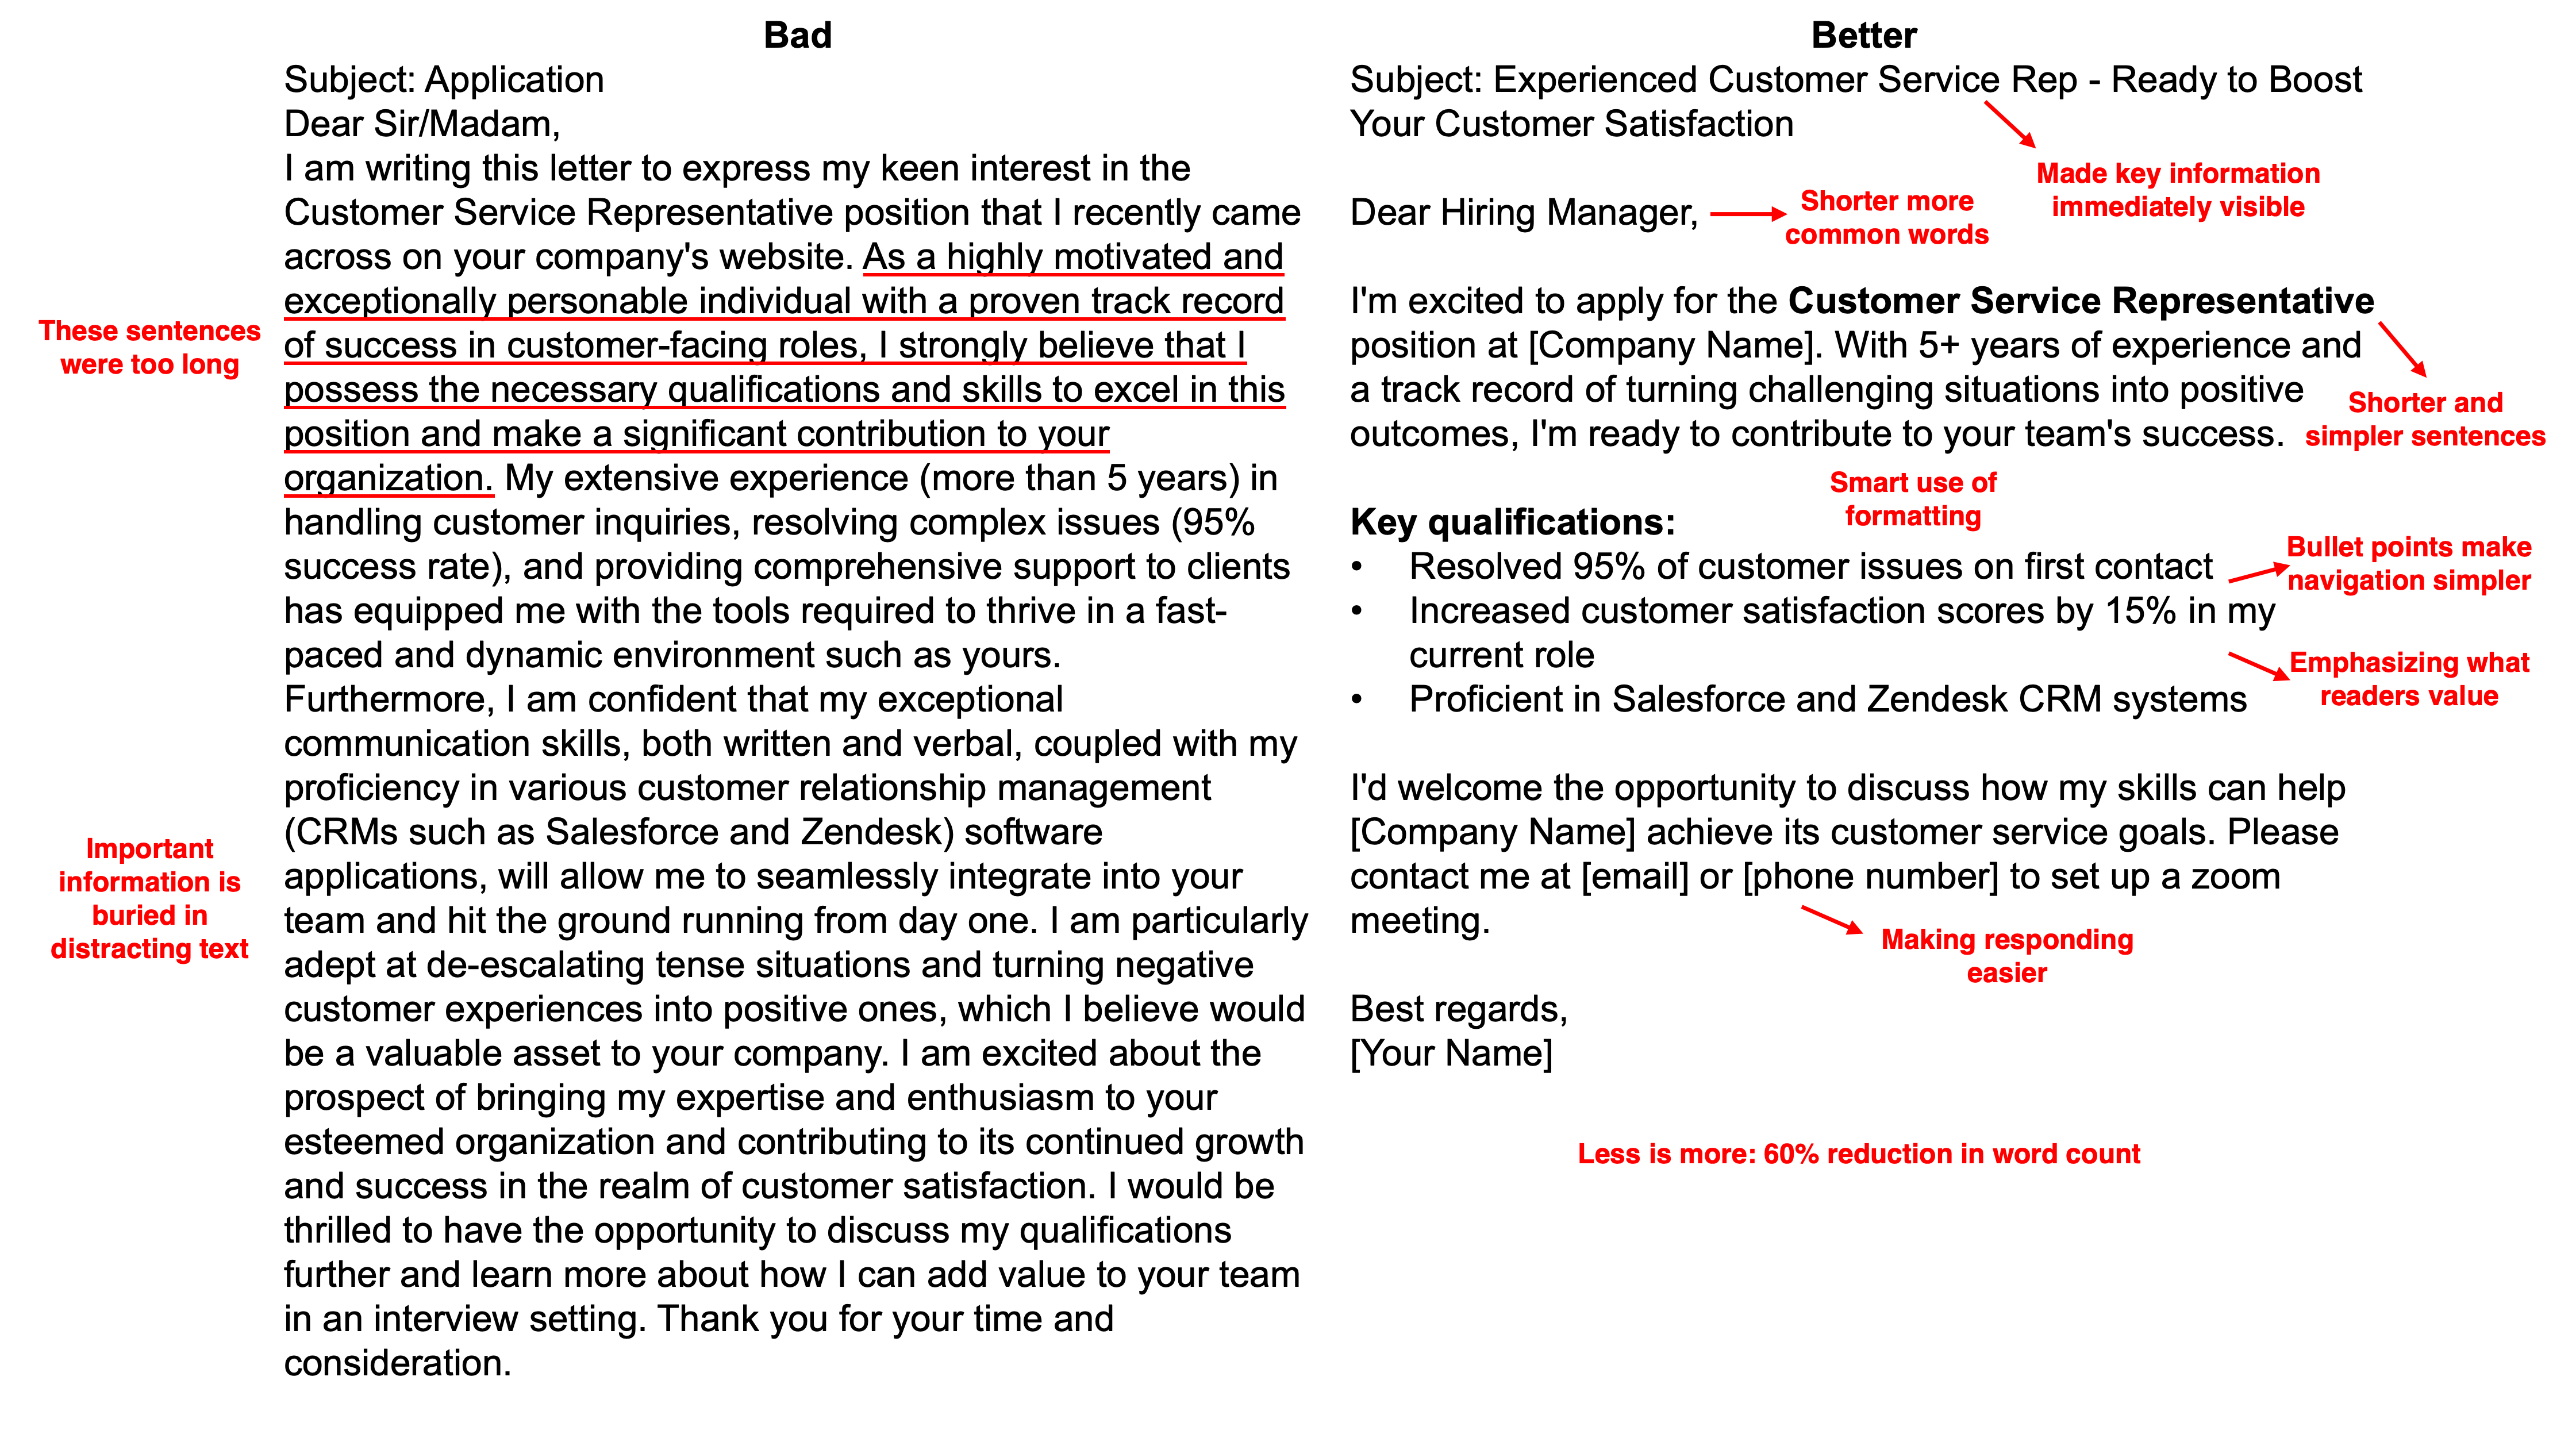 Bad
Subject: Application
Dear Sir/Madam,
I am writing this letter to express my keen interest in the
Customer Service Representative position that I recently came
across on your company's website. As a highly motivated and
exceptionally personable individual with a proven track record
of success in customer-facing roles, I strongly believe that I
possess the necessary qualifications and skills to excel in this
position and make a significant contribution to your
organization. My extensive experience (more than 5 years) in
handling customer inquiries, resolving complex issues (95%
success rate), and providing comprehensive support to clients
has equipped me with the tools required to thrive in a fast-
paced and dynamic environment such as yours.
Furthermore, I am confident that my exceptional
communication skills, both written and verbal, coupled with my
proficiency in various customer relationship management
(CRMs such as Salesforce and Zendesk) software
applications, will allow me to seamlessly integrate into your
team and hit the ground running from day one. I am particularly
adept at de-escalating tense situations and turning negative
customer experiences into positive ones, which I believe would
be a valuable asset to your company. I am excited about the
prospect of bringing my expertise and enthusiasm to your
esteemed organization and contributing to its continued growth
and success in the realm of customer satisfaction. I would be
thrilled to have the opportunity to discuss my qualifications
further and learn more about how I can add value to your team
in an interview setting. Thank you for your time and
consideration.
These sentences
were too long
Important
information is
buried in
distracting text
Better
Subject: Experienced Customer Service Rep - Ready to Boost
Your Customer Satisfaction
Made key information
immediately visible
Dear Hiring Manager,
Shorter more
common words
I'm excited to apply for the Customer Service Representative
position at [Company Name]. With 5+ years of experience and
a track record of turning challenging situations into positive
outcomes, I'm ready to contribute to your team's success.
Shorter and
simpler sentences
Smart use of
formatting
Key qualifications:
• Resolved 95% of customer issues on first contact
• Increased customer satisfaction scores by 15% in my
current role
• Proficient in Salesforce and Zendesk CRM systems
Bullet points make
navigation simpler
Emphasizing what
readers value
I'd welcome the opportunity to discuss how my skills can help
[Company Name] achieve its customer service goals. Please
contact me at [email] or [phone number] to set up a zoom
meeting.
Making responding
easier
Best regards,
[Your Name]
Less is more: 60% reduction in word count